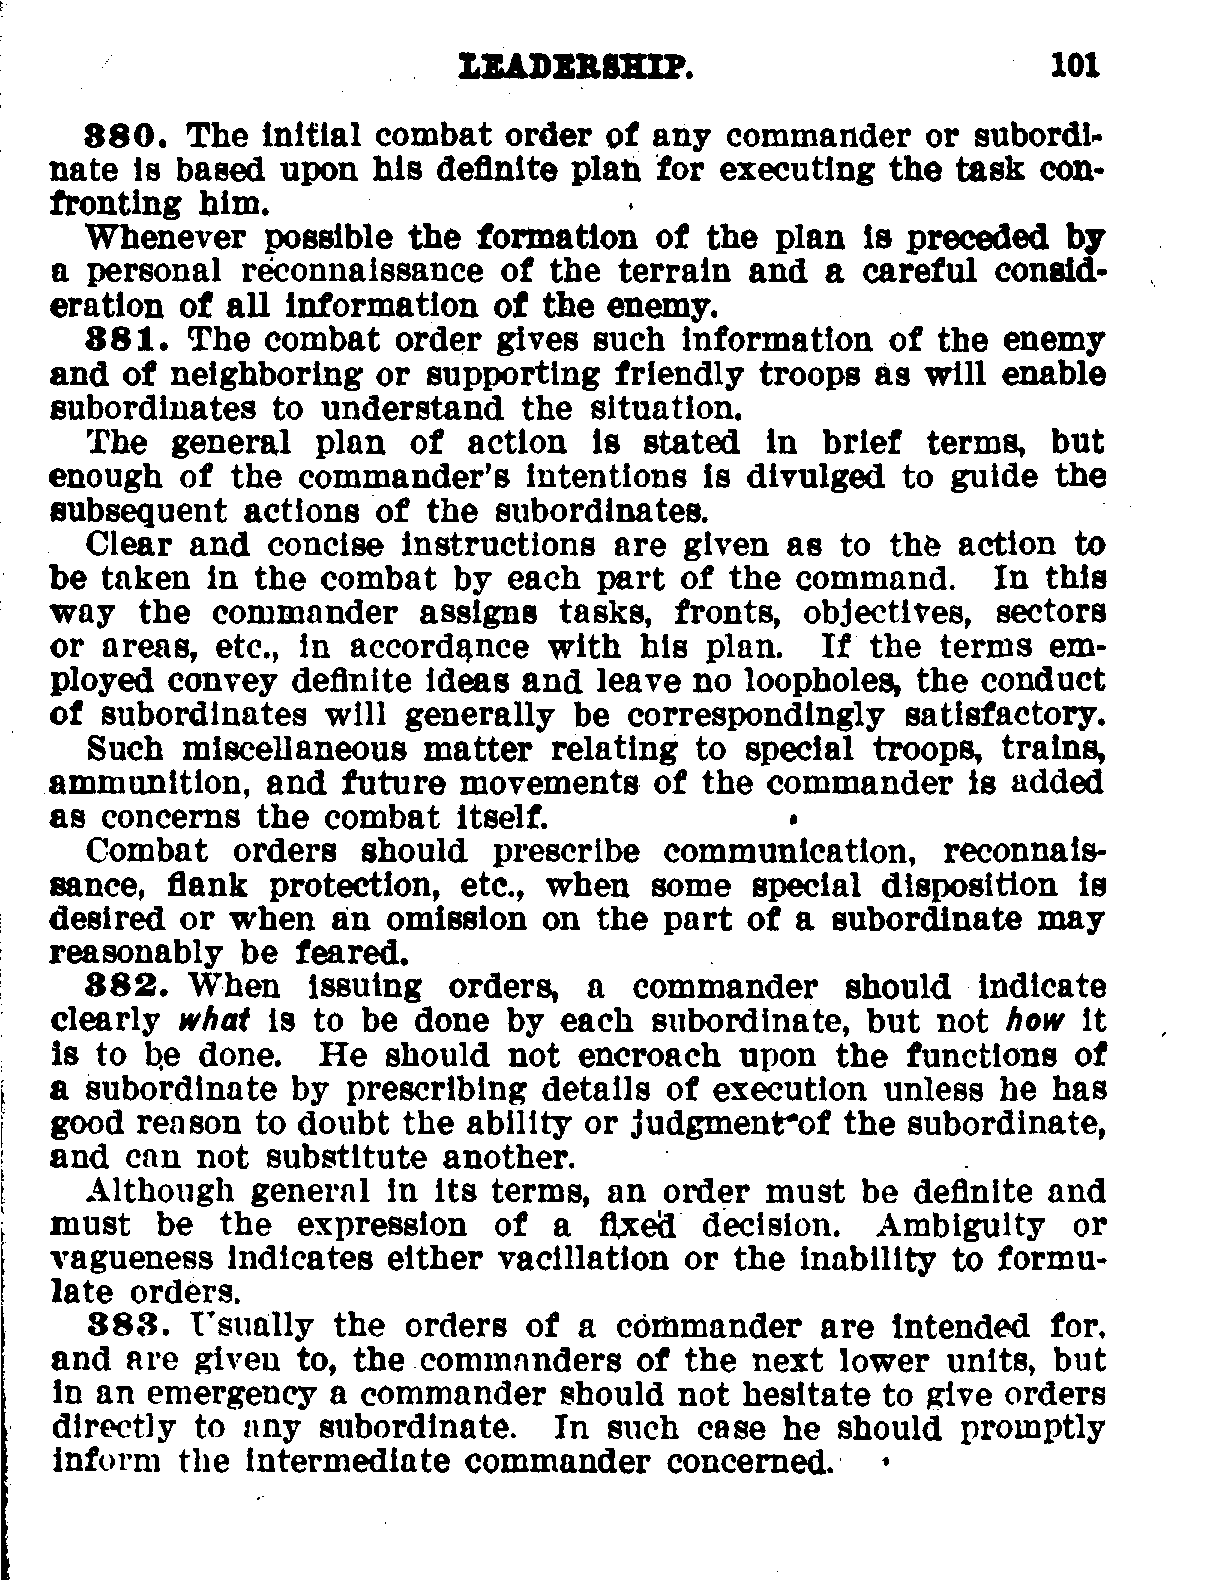 LEADERSHIP. 101
380. The initial combat order of any commander or subordi-
nate is based upon his definite plan for executing the task con-
fronting him.
Whenever possible the formation of the plan is preceded by
a personal reconnaissance of the terrain and a careful consid-
eration of all information of the enemy.
381. The combat order gives such information of the enemy
and of neighboring or supporting friendly troops as will enable
subordinates to understand the situation.
The general plan of action is stated in brief terms, but
enough of the commander's intentions is divulged to guide the
subsequent actions of the subordinates.
Clear and concise instructions are given as to the action to
be taken in the combat by each part of the command. In this
way the commander assigns tasks, fronts, objectives, sectors
or areas, etc., in accordance with his plan. If the terms em-
ployed convey definite ideas and leave no loopholes, the conduct
of subordinates will generally be correspondingly satisfactory.
Such miscellaneous matter relating to special troops, trains,
ammunition, and future movements of the commander is added
as concerns the combat itself.
Combat orders should prescribe communication, reconnais-
sance, flank protection, etc., when some special disposition is
desired or when an omission on the part of a subordinate may
reasonably be feared.
382. When issuing orders, a commander should indicate
clearly what is to be done by each subordinate, but not how it
is to be done. He should not encroach upon the functions of
a subordinate by prescribing details of execution unless he has
good reason to doubt the ability or judgment of the subordinate,
and can not substitute another.
Although general in its terms, an order must be definite and
must be the expression of a fixed decision. Ambiguity or
vagueness indicates either vacillation or the inability to formu-
late orders.
383. Usually the orders of a commander are intended for,
and are given to, the commanders of the next lower units, but
in an emergency a commander should not hesitate to give orders
directly to any subordinate. In such case he should promptly
inform the intermediate commander concerned.